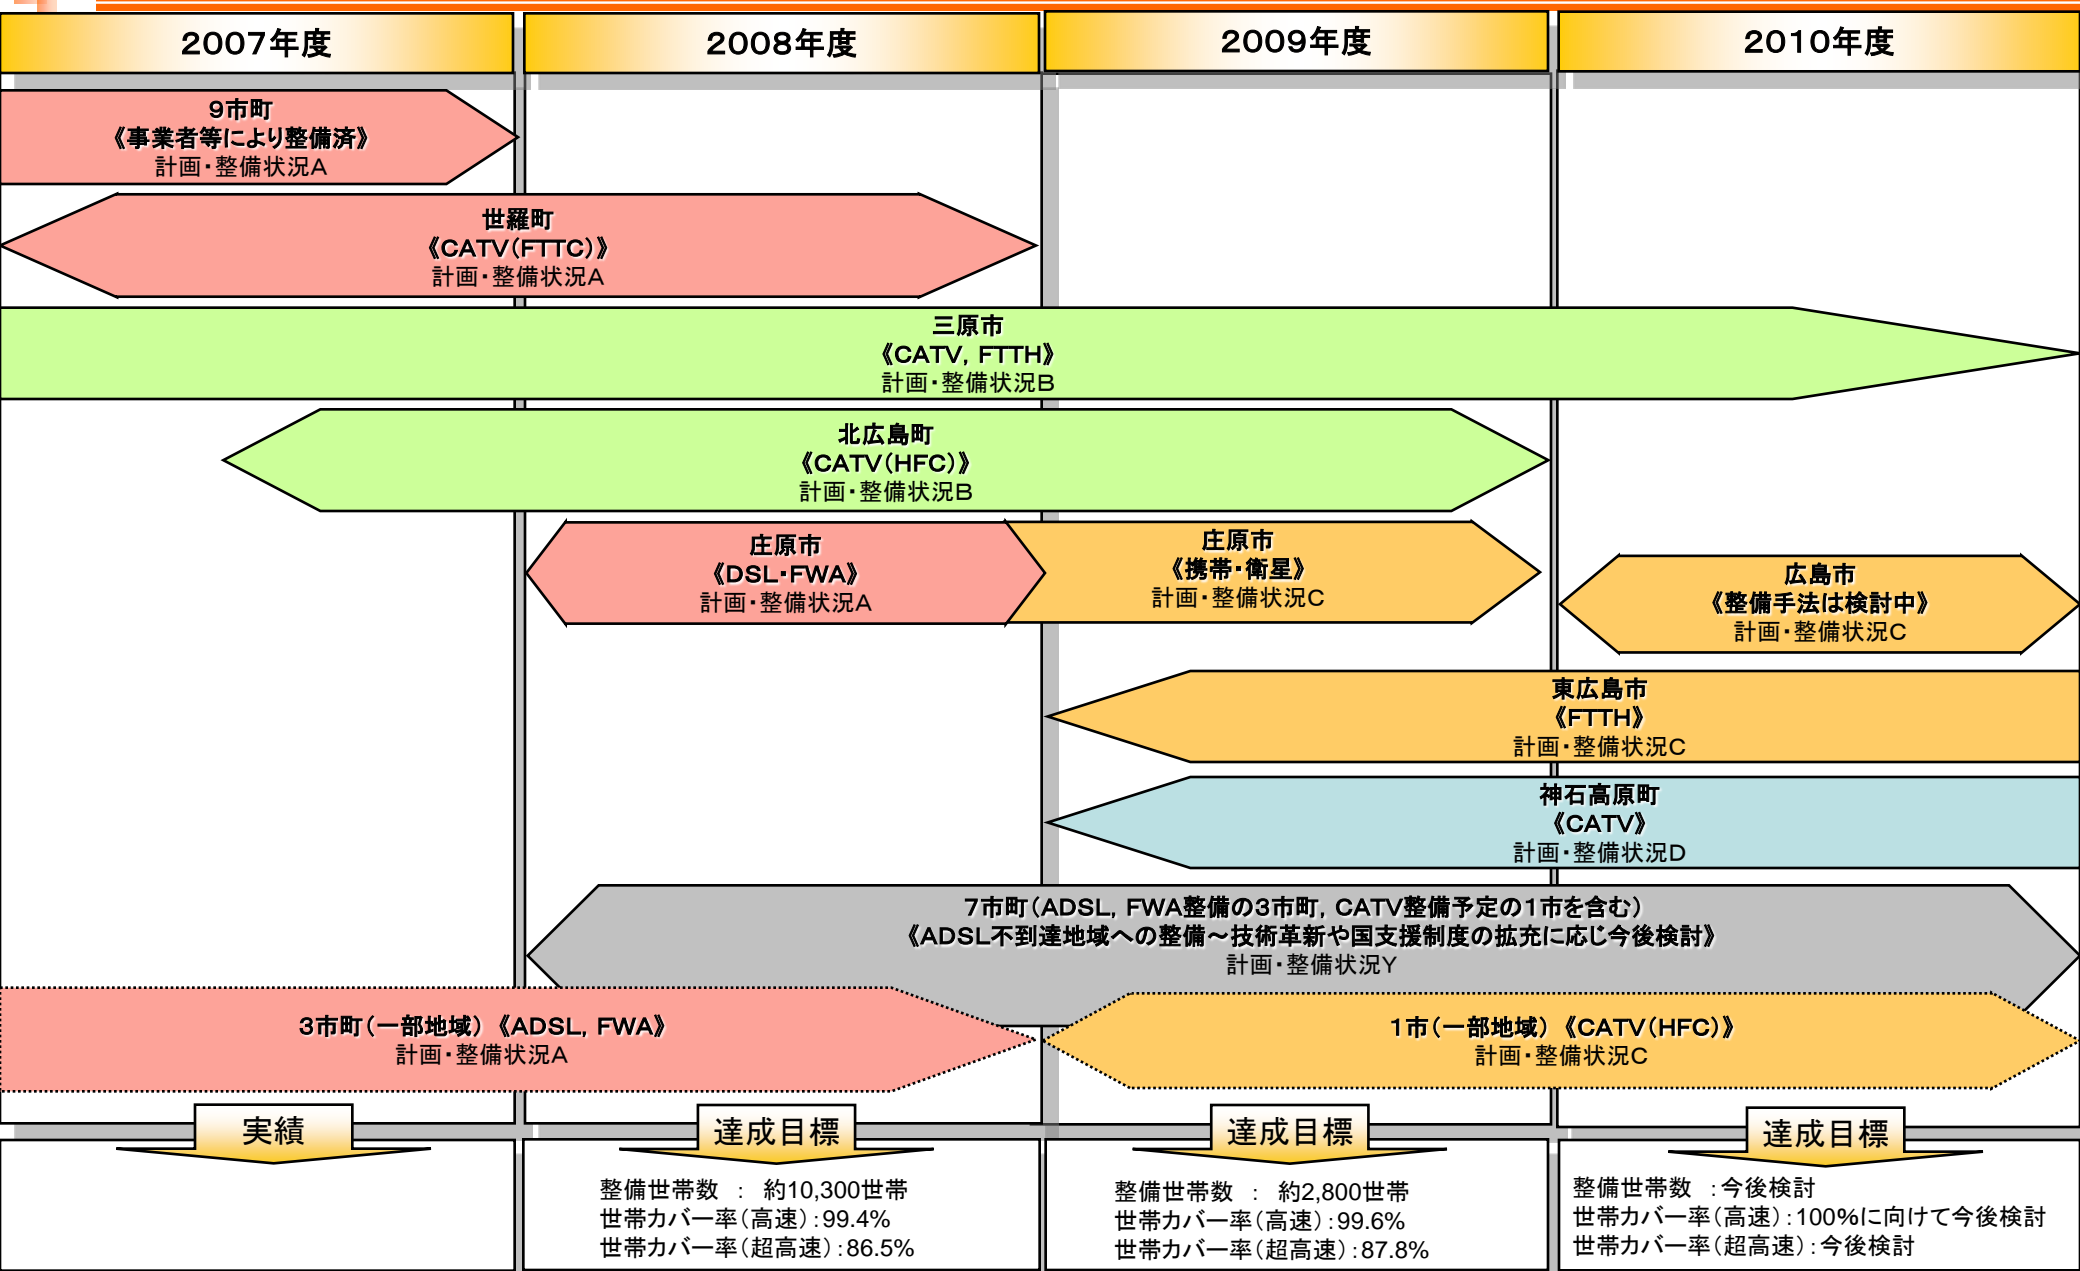 2007年度
2008年度
2009年度
2010年度
9市町
《事業者等により整備済》
計画・整備状況A
世羅町
《CATV(FTTC)》
計画・整備状況A
三原市
《CATV，FTTH》
計画・整備状況B
北広島町
《CATV(HFC)》
計画・整備状況B
庄原市
《DSL・FWA》
計画・整備状況A
庄原市
《携帯・衛星》
計画・整備状況C
広島市
《整備手法は検討中》
計画・整備状況C
東広島市
《FTTH》
計画・整備状況C
神石高原町
《CATV》
計画・整備状況D
7市町(ADSL，FWA整備の3市町，CATV整備予定の1市を含む)
《ADSL不到達地域への整備～技術革新や国支援制度の拡充に応じ今後検討》
計画・整備状況Y
3市町(一部地域)《ADSL，FWA》
計画・整備状況A
1市(一部地域)《CATV(HFC)》
計画・整備状況C
実績
達成目標
整備世帯数 ： 約10,300世帯
世帯カバー率(高速)：99.4%
世帯カバー率(超高速)：86.5%
達成目標
整備世帯数 ： 約2,800世帯
世帯カバー率(高速)：99.6%
世帯カバー率(超高速)：87.8%
達成目標
整備世帯数 ：今後検討
世帯カバー率(高速)：100%に向けて今後検討
世帯カバー率(超高速)：今後検討